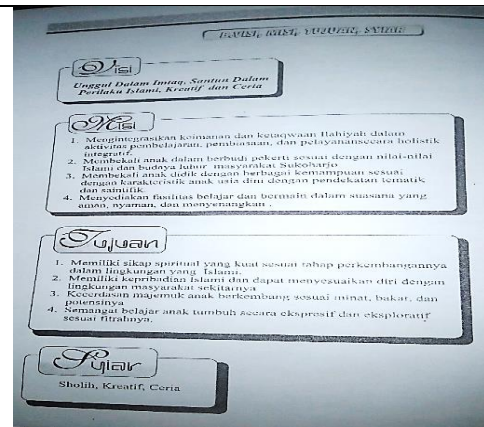 B.VISI, MISI, TUJUAN, SYIAR
Visi
Unggul Dalam Imtaq, Santun Dalam
Perilaku Islami, Kreatif dan Ceria
Misi
1. Mengintegrasikan keimanan dan ketaqwaan Ilahiyah dalam
aktivitas pembelajaran, pembiasaan, dan pelayanansecara holistik
integratif.
2. Membekali anak dalam berbudi pekerti sesuai dengan nilai-nilai
Islami dan budnya luhur masyarakat Sukoharjo
3. Membekali anak didik dengan berbagai kemampuan sesuai
dengan karakteristik anak usia dini dengan pendekatan tematik
dan saintifik.
4. Menyediakan fasilitas belajar dan bermain dalam suasana yang
aman, nyaman, dan menyenangkan .
Tujuan
1. Memiliki sikap spiritual yang kuat sesuai tahap perkembangannya
dalam lingkungan yang Islami.
2. Memiliki kepribadian Islami dan dapat menyesuaikan diri dengan
lingkungan masyarakat sekitarnya
3. Kecerdasan majemuk anak berkembang sesuai minat, bakar, dan
potensinya
4. Semangat belajar anak tumbuh secara ekspresif dan eksploratif
sesuai fitrahnya.
Syiar
Sholih, Kreatif, Ceria